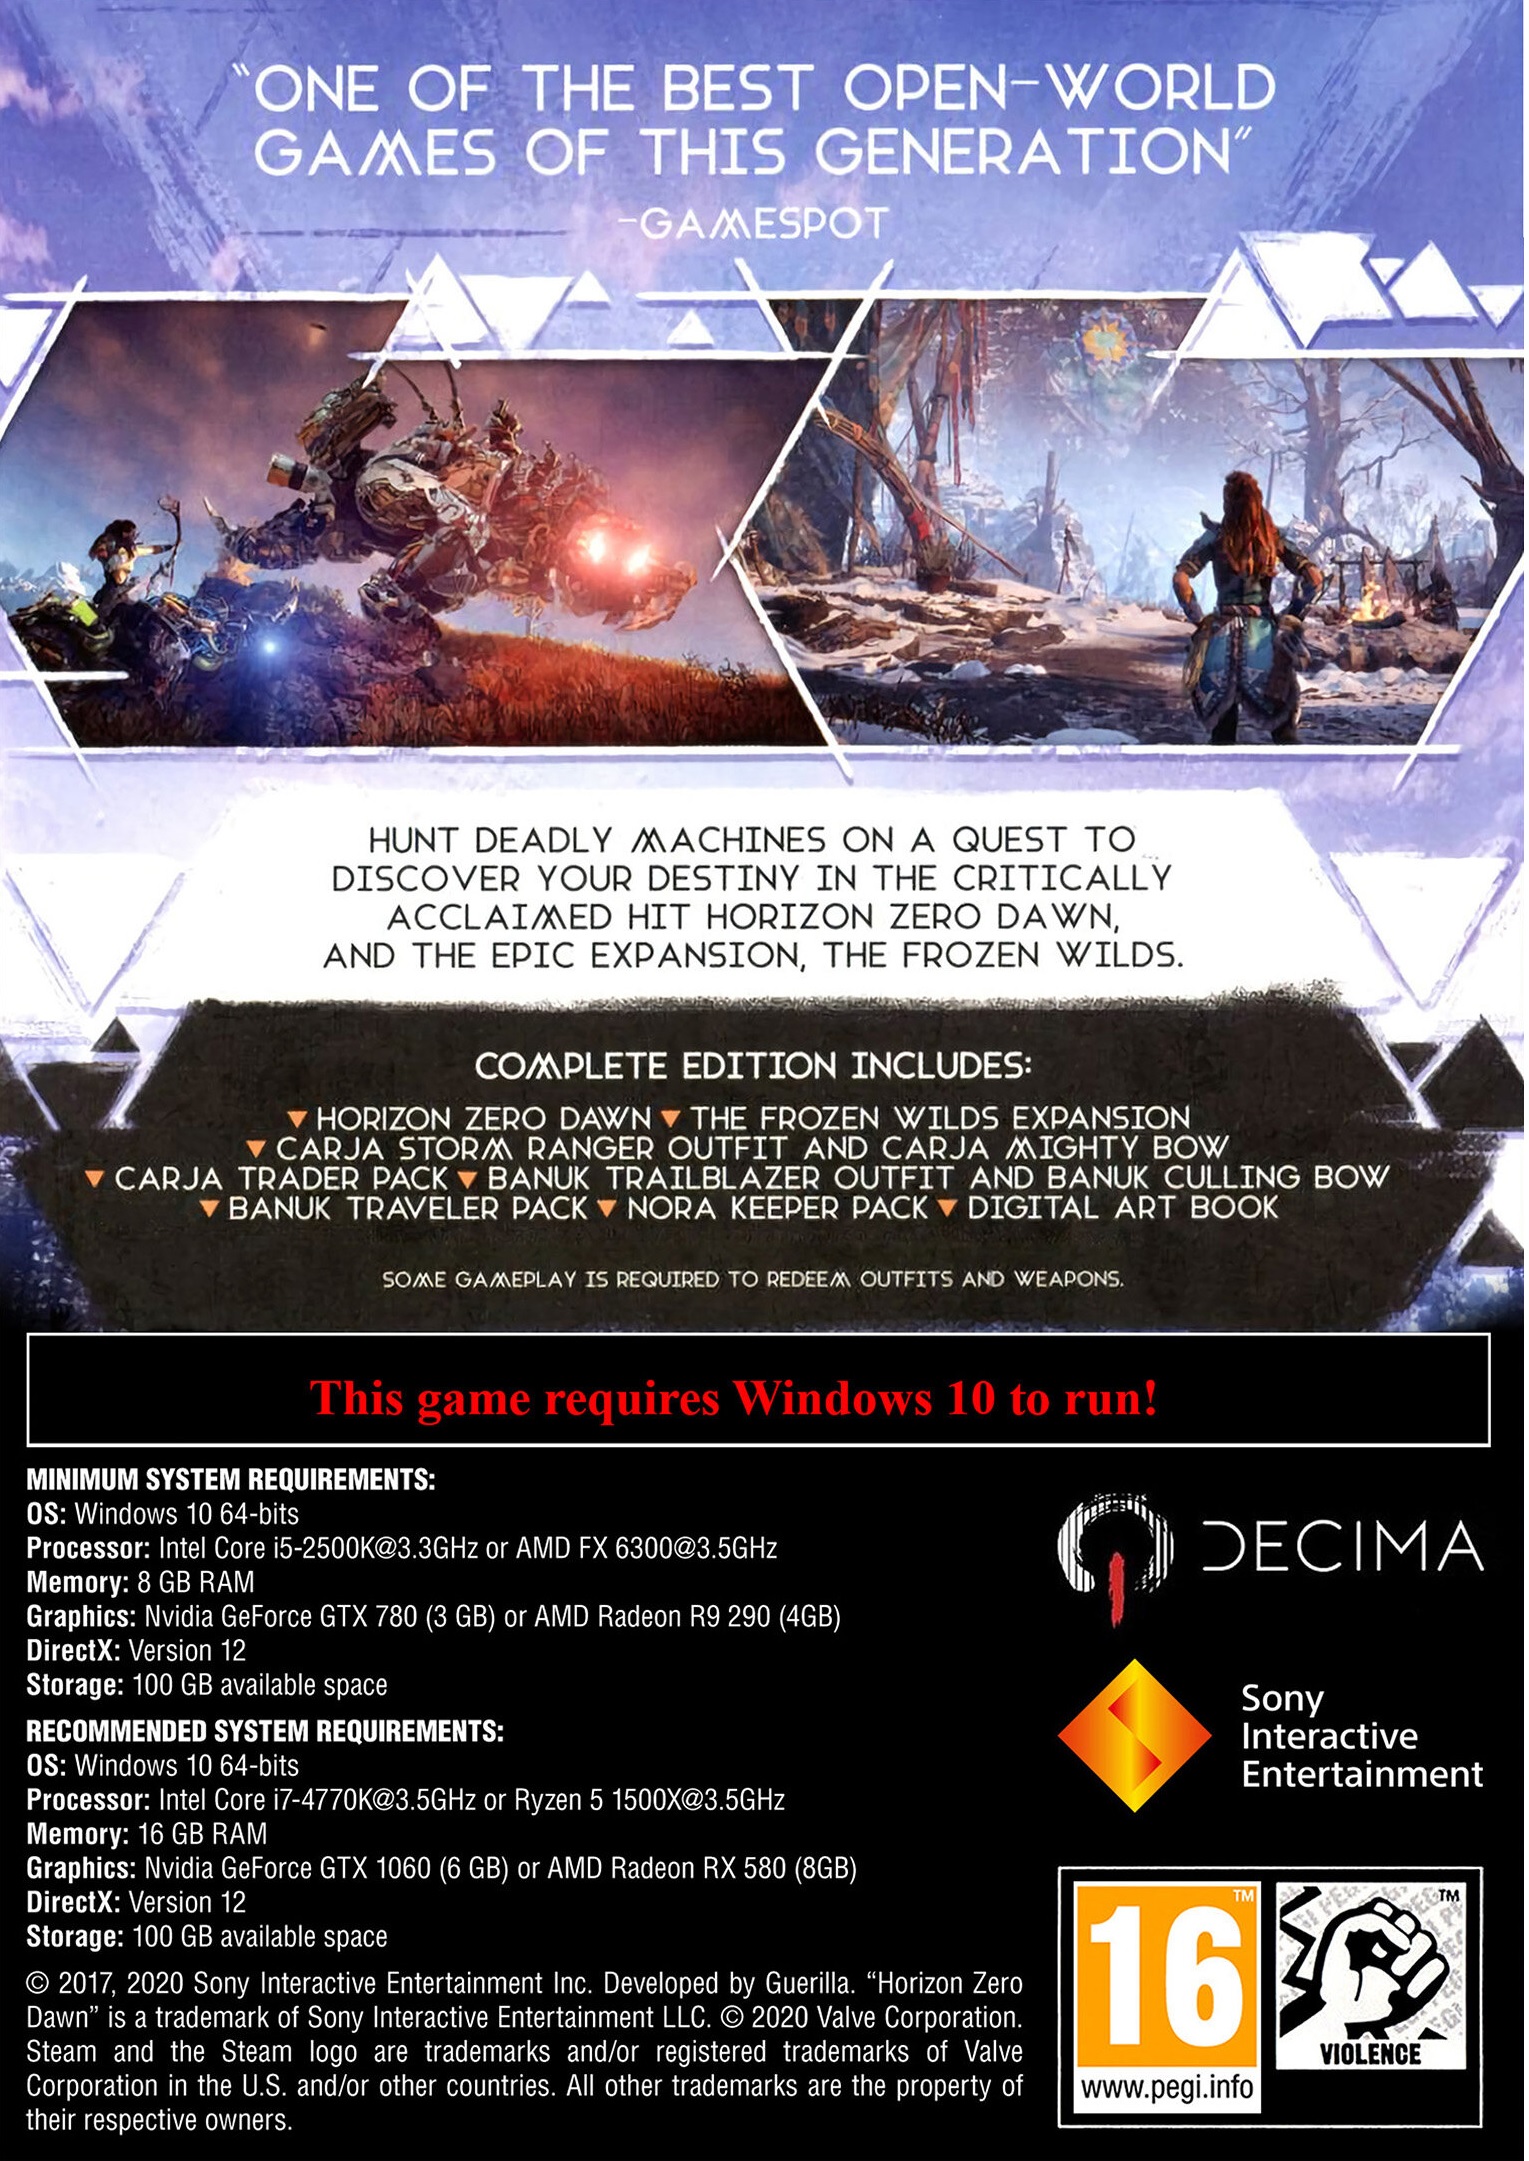 “ONE OF THE BEST OPEN-WORLD
GAMES OF THIS GENERATION”
-GAMESPOT
HUNT DEADLY MACHINES ON A QUEST TO
DISCOVER YOUR DESTINY IN THE CRITICALLY
ACCLAIMED HIT HORIZON ZERO DAWN,
AND THE EPIC EXPANSION, THE FROZEN WILDS.
COMPLETE EDITION INCLUDES:
▼ HORIZON ZERO DAWN ▼ THE FROZEN WILDS EXPANSION
▼ CARJA STORM RANGER OUTFIT AND CARJA MIGHTY BOW
▼ CARJA TRADER PACK ▼ BANUK TRAILBLAZER OUTFIT AND BANUK CULLING BOW
▼ BANUK TRAVELER PACK ▼ NORA KEEPER PACK ▼ DIGITAL ART BOOK
SOME GAMEPLAY IS REQUIRED TO REDEEM OUTFITS AND WEAPONS.
This game requires Windows 10 to run!
MINIMUM SYSTEM REQUIREMENTS:
OS: Windows 10 64-bits
Processor: Intel Core i5-2500K@3.3GHz or AMD FX 6300@3.5GHz
Memory: 8 GB RAM
Graphics: Nvidia GeForce GTX 780 (3 GB) or AMD Radeon R9 290 (4GB)
DirectX: Version 12
Storage: 100 GB available space
RECOMMENDED SYSTEM REQUIREMENTS:
OS: Windows 10 64-bits
Processor: Intel Core i7-4770K@3.5GHz or Ryzen 5 1500X@3.5GHz
Memory: 16 GB RAM
Graphics: Nvidia GeForce GTX 1060 (6 GB) or AMD Radeon RX 580 (8GB)
DirectX: Version 12
Storage: 100 GB available space
© 2017, 2020 Sony Interactive Entertainment Inc. Developed by Guerilla. “Horizon Zero
Dawn” is a trademark of Sony Interactive Entertainment LLC. © 2020 Valve Corporation.
Steam and the Steam logo are trademarks and/or registered trademarks of Valve
Corporation in the U.S. and/or other countries. All other trademarks are the property of
their respective owners.
DECIMA
Sony
Interactive
Entertainment
16 ™
www.pegi.info
™
VIOLENCE